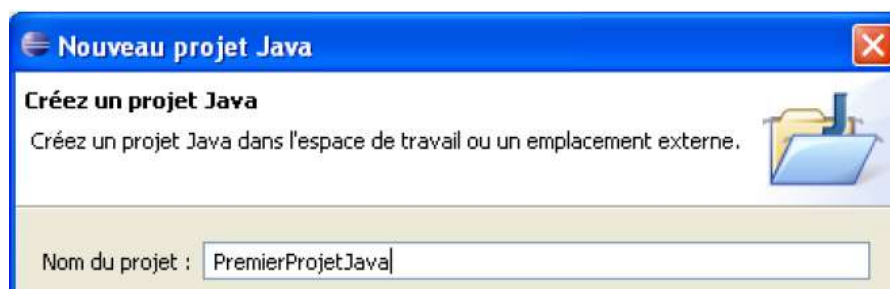 Nouveau projet Java
Créez un projet Java
Créez un projet Java dans l'espace de travail ou un emplacement externe.
Nom du projet : PremierProjetJava